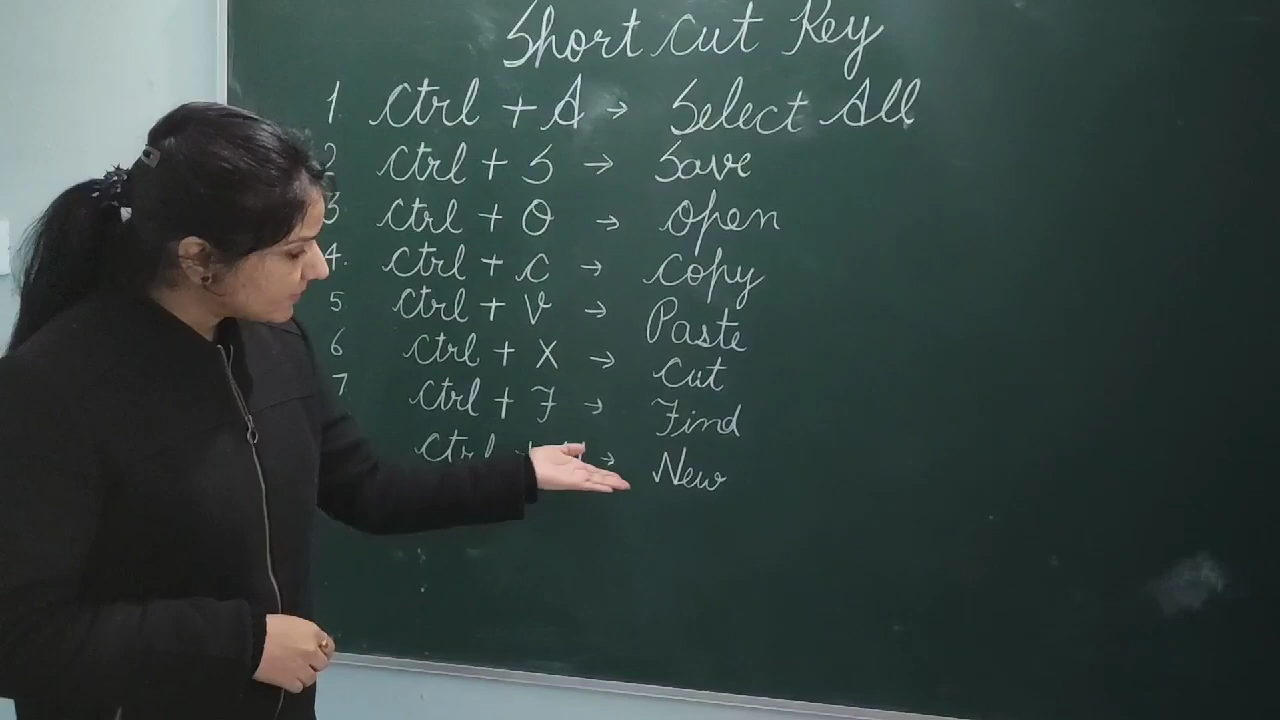 Short Cut Key
1. Ctrl + A → Select All
2 Ctrl + S → Save
3 Ctrl + O → Open
4. Ctrl + C → Copy
5 Ctrl + V → Paste
6 Ctrl + X → Cut
7 Ctrl + F → Find
Ctrl + → New